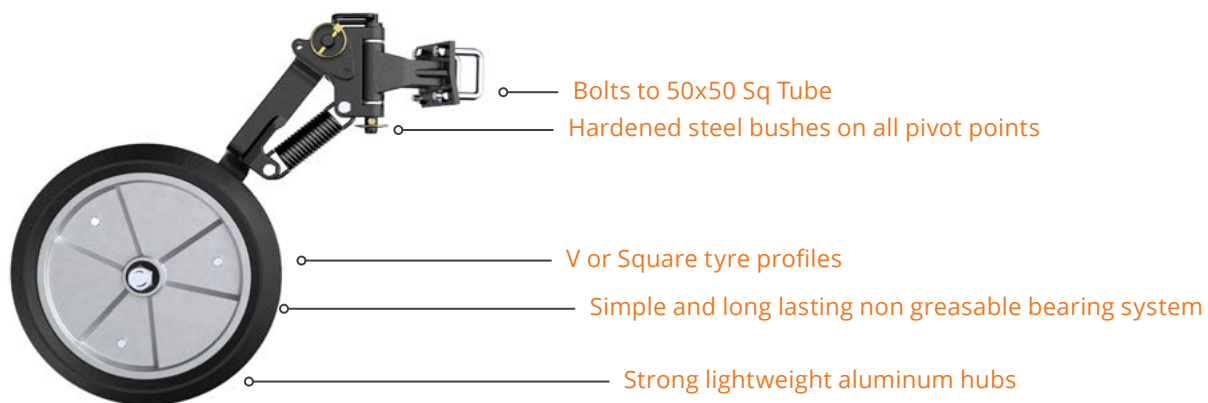 Bolts to 50x50 Sq Tube
Hardened steel bushes on all pivot points
V or Square tyre profiles
Simple and long lasting non greasable bearing system
Strong lightweight aluminum hubs